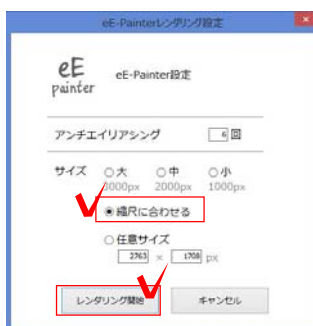 eE-Painterレンダリング設定
eE
painter
eE-Painter設定
アンチエイリアシング 6 回
サイズ 大 中 小
3000px 2000px 1000px
縮尺に合わせる
任意サイズ
2763 × 1708 px
レンダリング開始 キャンセル